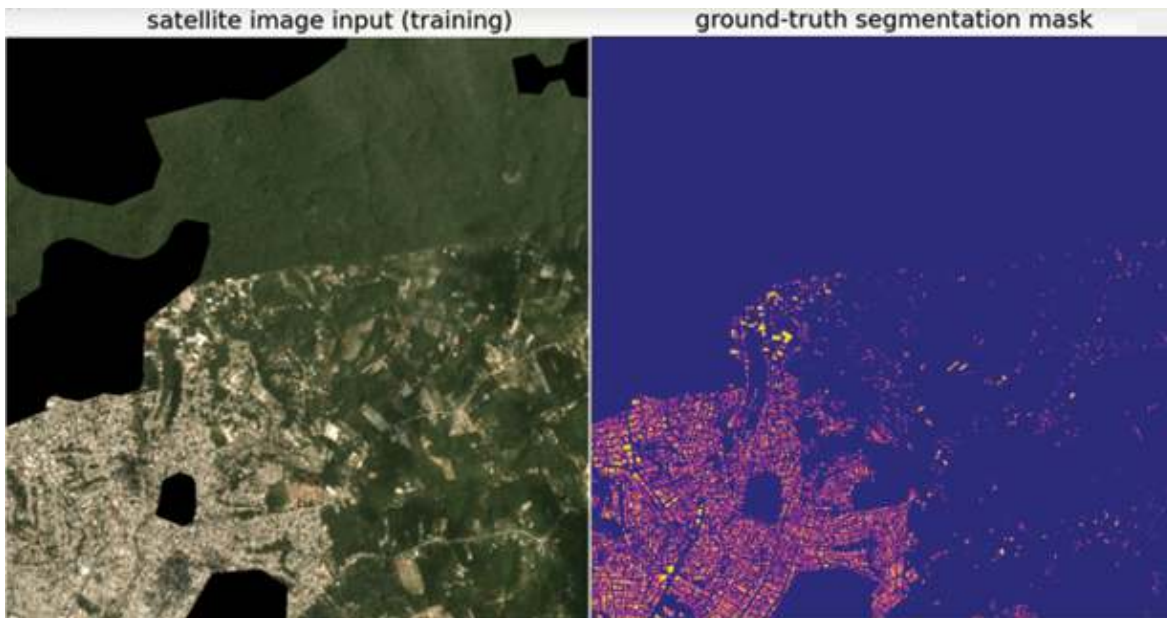 satellite image input (training)
ground-truth segmentation mask